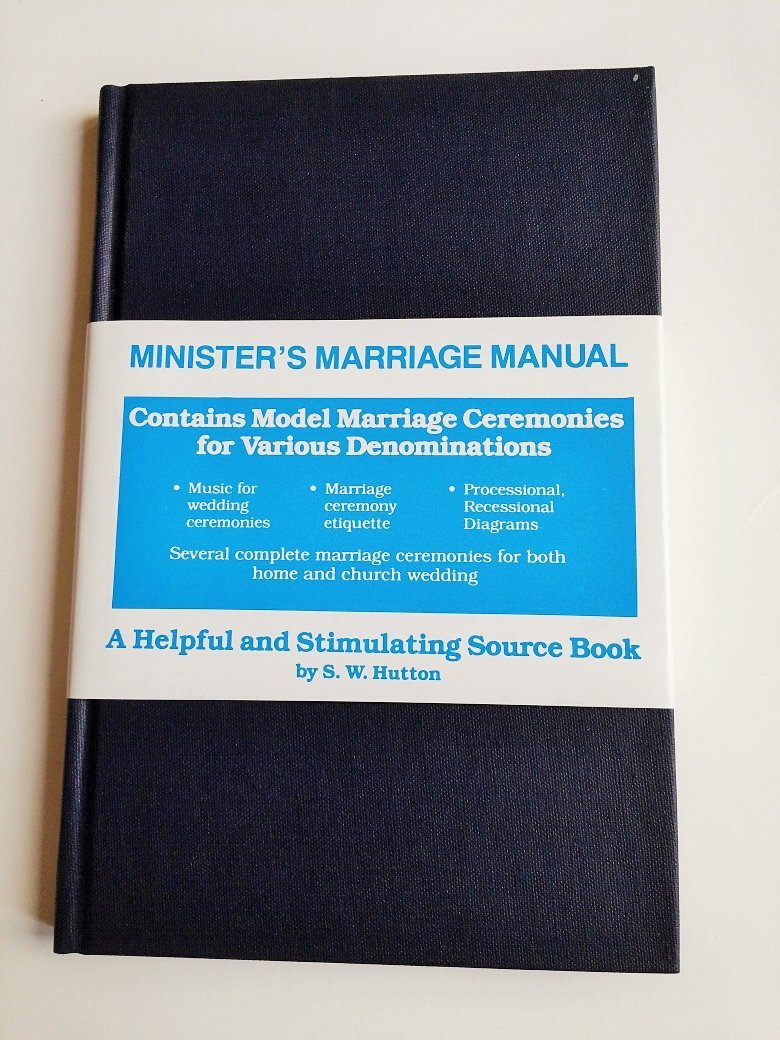 MINISTER'S MARRIAGE MANUAL
Contains Model Marriage Ceremonies
for Various Denominations
• Music for
wedding
ceremonies
• Marriage
ceremony
etiquette
• Processional,
Recessional
Diagrams
Several complete marriage ceremonies for both
home and church wedding
A Helpful and Stimulating Source Book
by S. W. Hutton